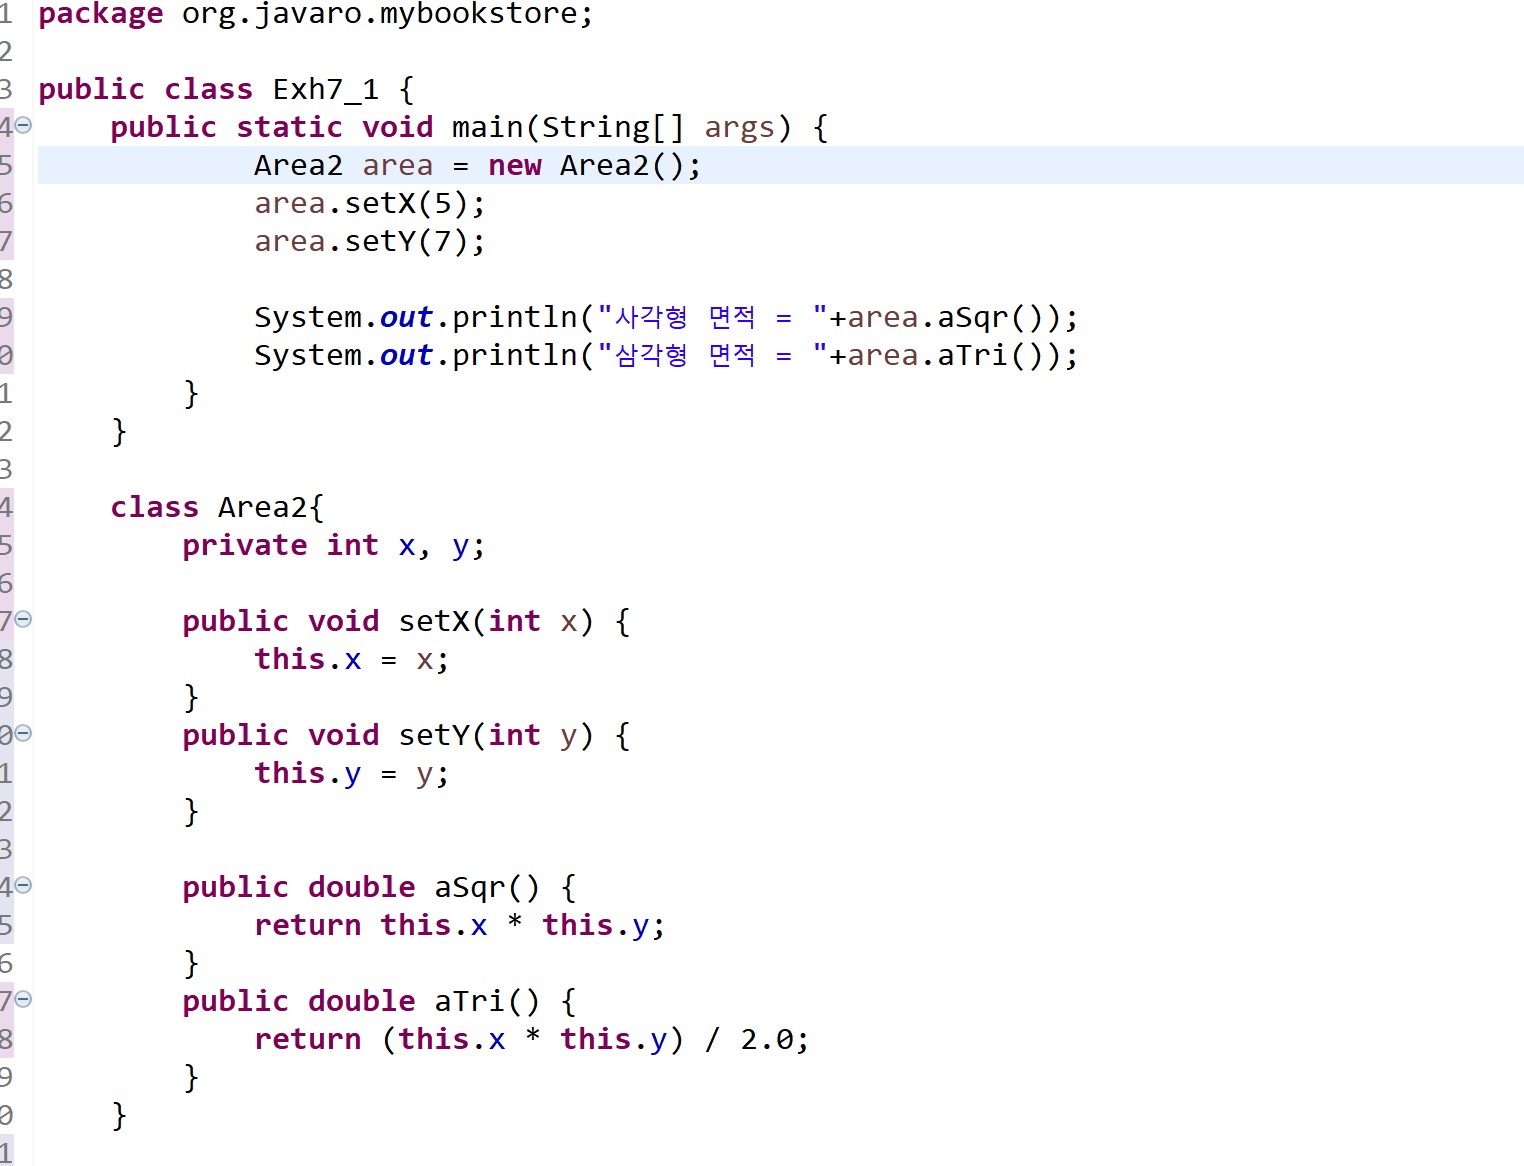 1 package org.javaro.mybookstore;
2
3 public class Exh7_1 {
4 public static void main(String[] args) {
5 Area2 area = new Area2();
6 area.setX(5);
7 area.setY(7);
8
9 System.out.println("사각형 면적 = "+area.aSqr());
0 System.out.println("삼각형 면적 = "+area.aTri());
1 }
2 }
3
4 class Area2{
5 private int x, y;
6
7 public void setX(int x) {
8 this.x = x;
9 }
0 public void setY(int y) {
1 this.y = y;
2 }
3
4 public double aSqr() {
5 return this.x * this.y;
6 }
7 public double aTri() {
8 return (this.x * this.y) / 2.0;
9 }
0 }
1